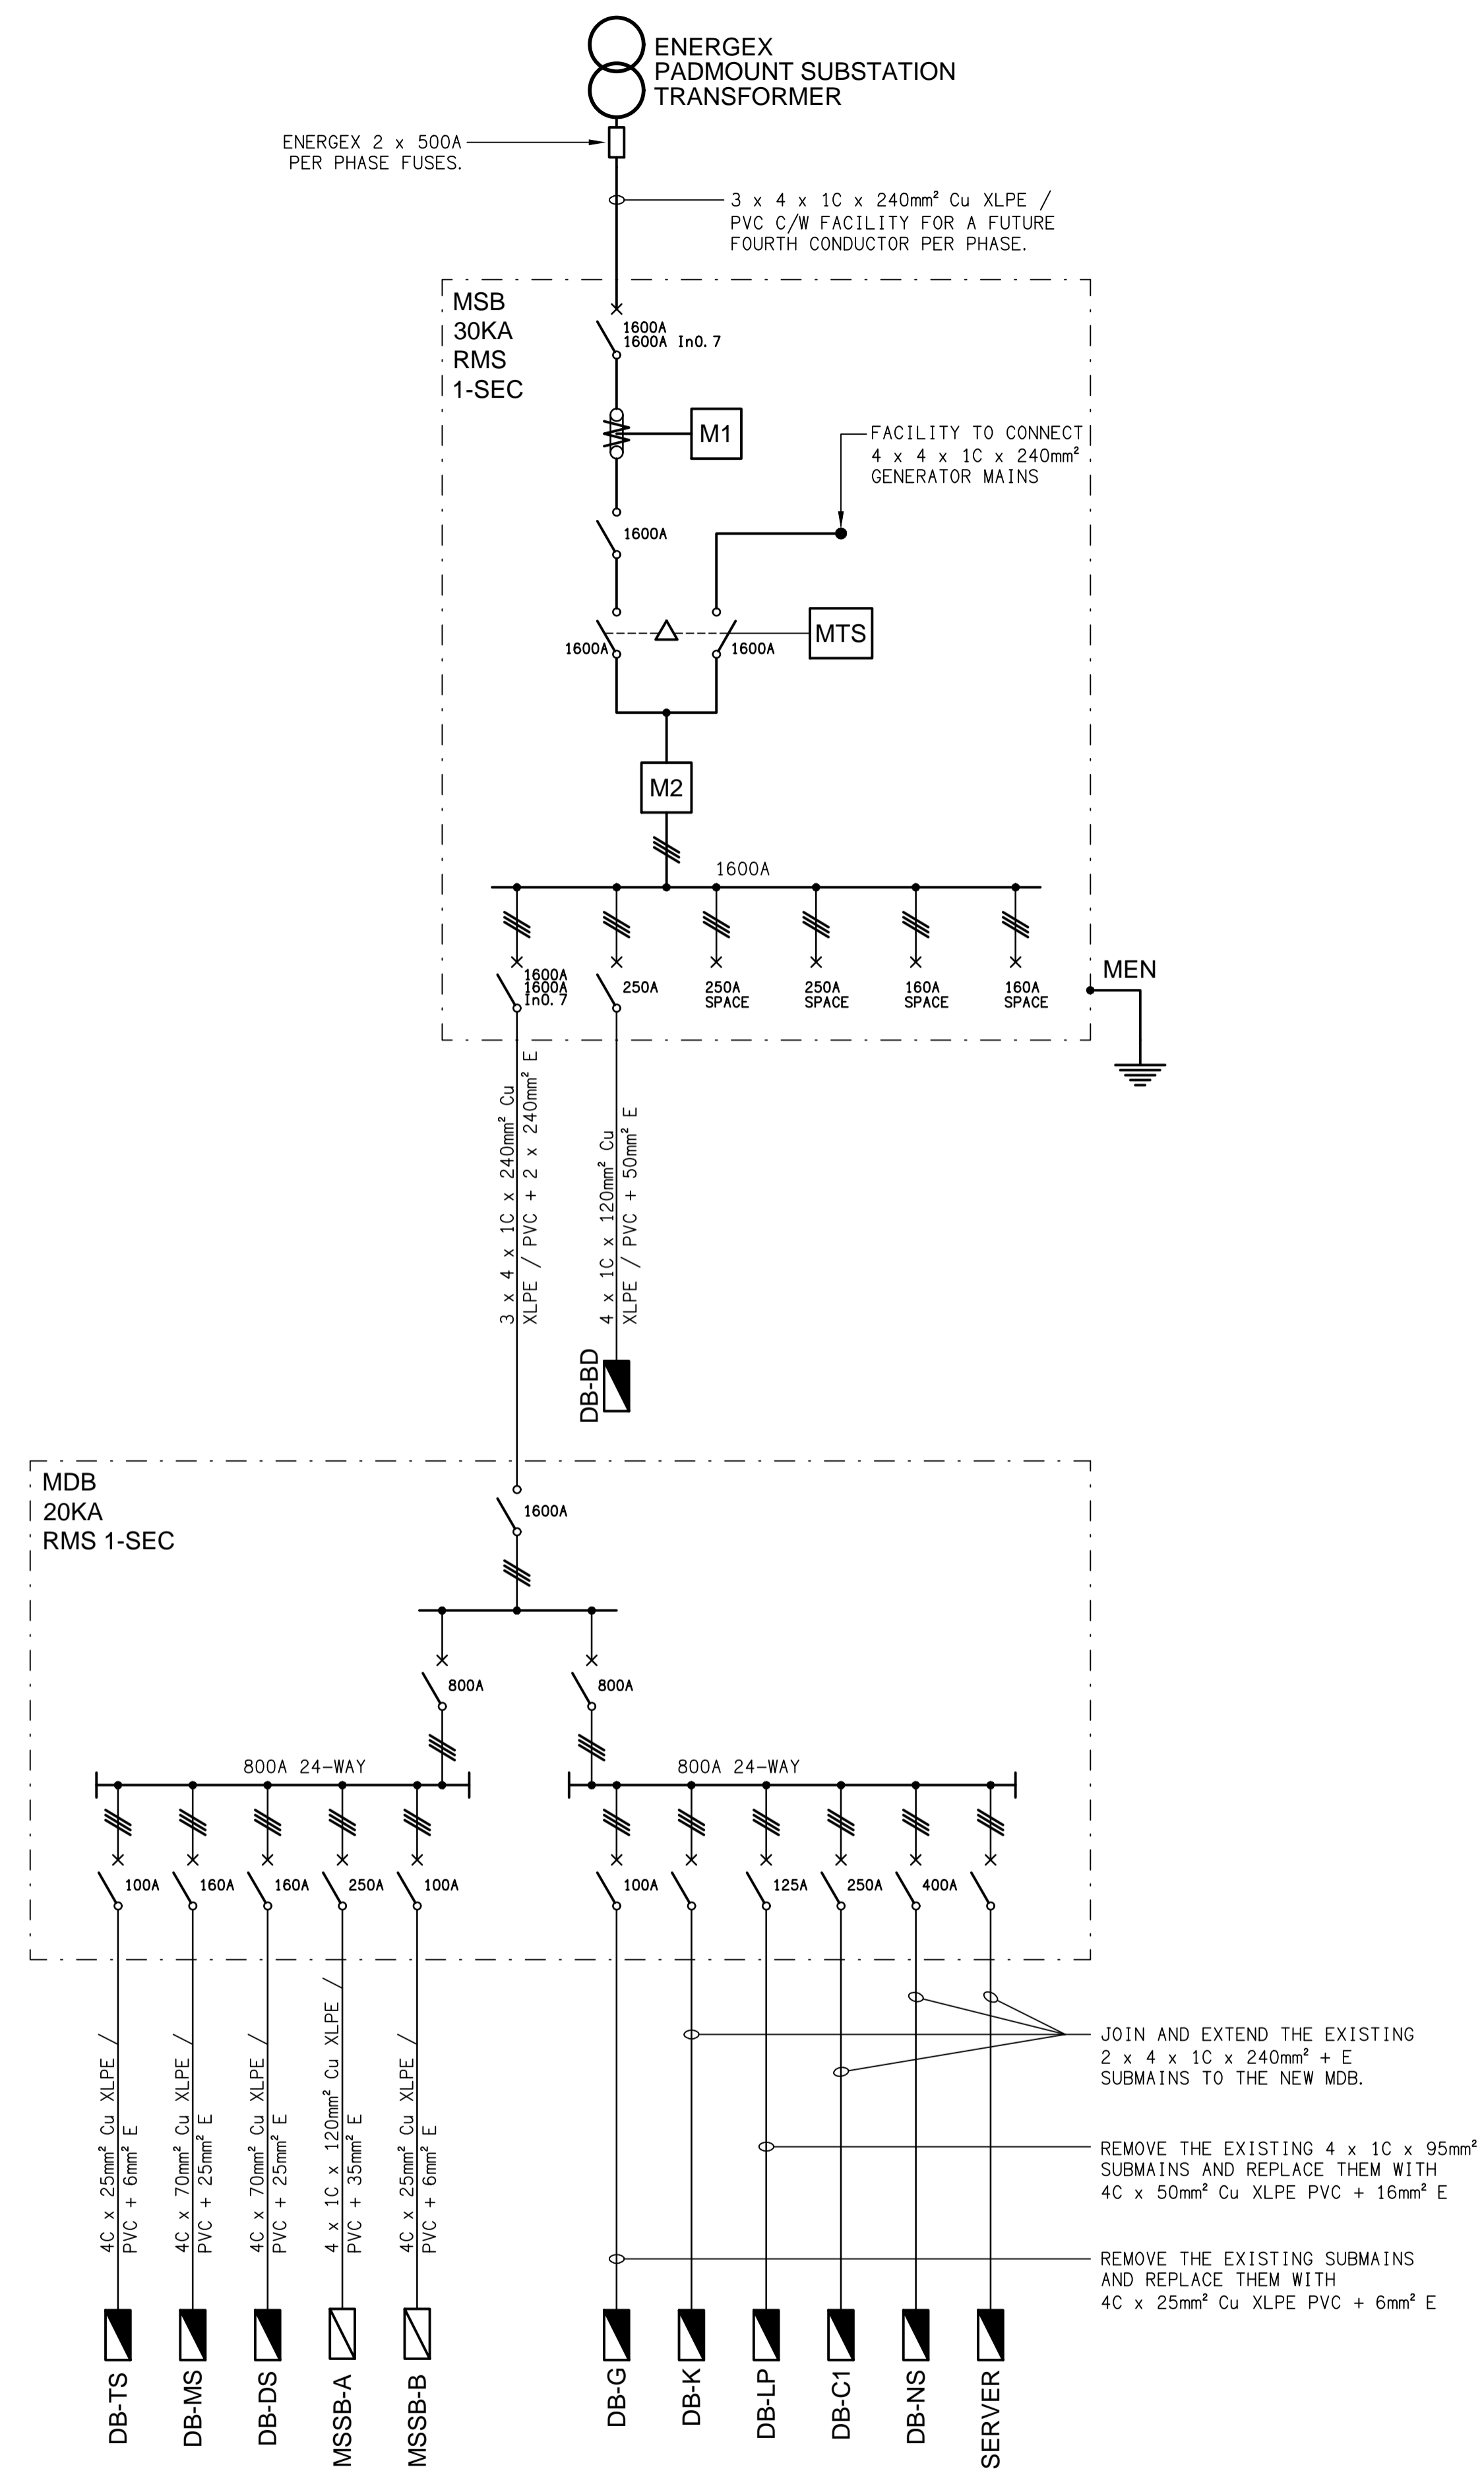 ENERGEX
PADMOUNT SUBSTATION
TRANSFORMER
ENERGEX 2 x 500A
PER PHASE FUSES.
3 x 4 x 1C x 240mm² Cu XLPE /
PVC C/W FACILITY FOR A FUTURE
FOURTH CONDUCTOR PER PHASE.
MSB
30KA
RMS
1-SEC
1600A
1600A In0.7
M1
FACILITY TO CONNECT
4 x 4 x 1C x 240mm²
GENERATOR MAINS
1600A
1600A
1600A
MTS
M2
1600A
1600A
1600A
In0.7
250A
250A
SPACE
250A
SPACE
160A
SPACE
160A
SPACE
MEN
3 x 4 x 1C x 240mm² Cu
XLPE / PVC + 2 x 240mm² E
4 x 1C x 120mm² Cu
XLPE / PVC + 50mm² E
DB-BD
MDB
20KA
RMS 1-SEC
1600A
800A
800A
800A 24-WAY
800A 24-WAY
100A
160A
160A
250A
100A
100A
125A
250A
400A
4C x 25mm² Cu XLPE /
PVC + 6mm² E
4C x 70mm² Cu XLPE /
PVC + 25mm² E
4C x 70mm² Cu XLPE /
PVC + 25mm² E
4 x 1C x 120mm² Cu XLPE /
PVC + 35mm² E
4C x 25mm² Cu XLPE /
PVC + 6mm² E
JOIN AND EXTEND THE EXISTING
2 x 4 x 1C x 240mm² + E
SUBMAINS TO THE NEW MDB.
REMOVE THE EXISTING 4 x 1C x 95mm²
SUBMAINS AND REPLACE THEM WITH
4C x 50mm² Cu XLPE PVC + 16mm² E
REMOVE THE EXISTING SUBMAINS
AND REPLACE THEM WITH
4C x 25mm² Cu XLPE PVC + 6mm² E
DB-TS
DB-MS
DB-DS
MSSB-A
MSSB-B
DB-G
DB-K
DB-LP
DB-C1
DB-NS
SERVER